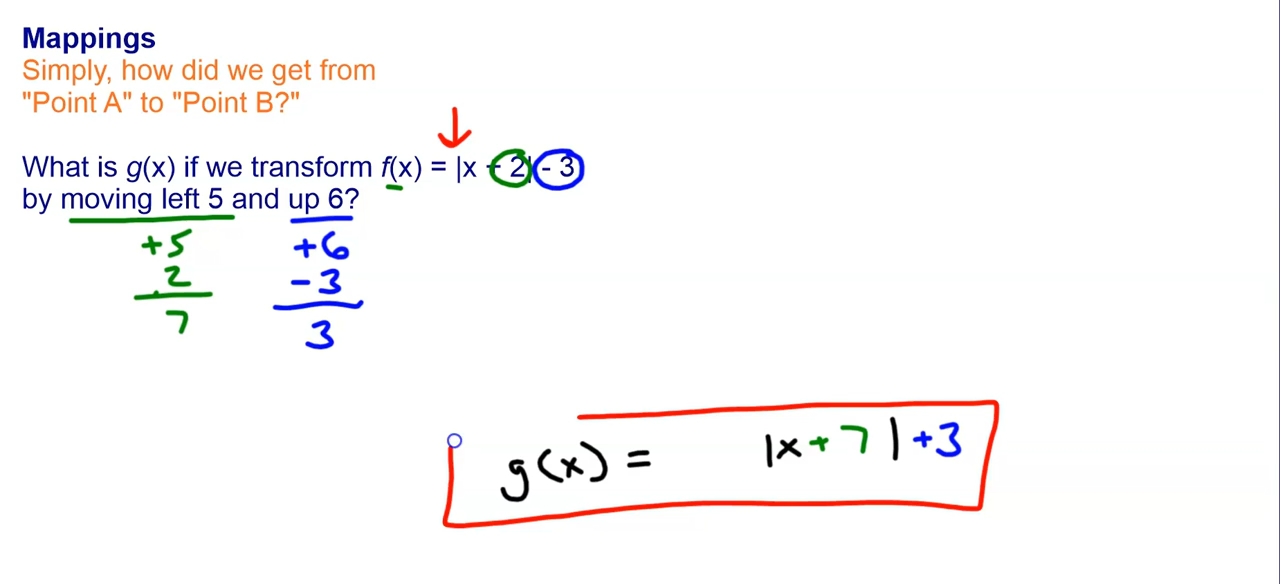 Mappings
Simply, how did we get from
"Point A" to "Point B?"
What is g(x) if we transform f(x) = |x + 2| - 3
by moving left 5 and up 6?
+5 +6
2 - 3
7 3
g(x) = |x + 7| + 3